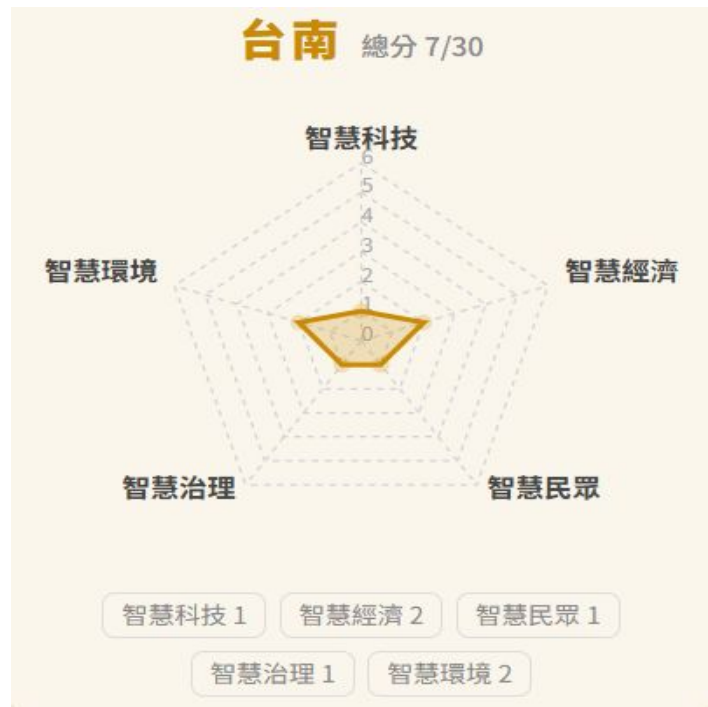 台南 總分 7/30
智慧科技
6
5
4
3
2
1
0
智慧環境
智慧經濟
智慧治理
智慧民眾
智慧科技 1
智慧經濟 2
智慧民眾 1
智慧治理 1
智慧環境 2